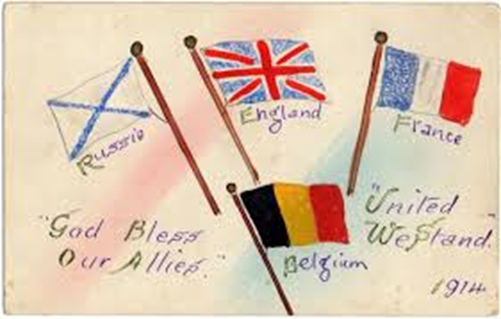 Russia
England
France
"God Bless
Our Allies."
Belgium
"United
We Stand."
1914